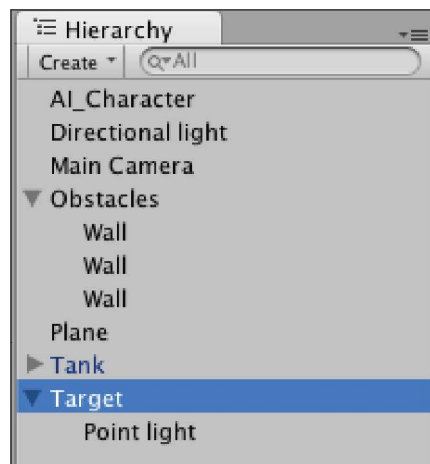 Hierarchy
Create All
AI_Character
Directional light
Main Camera
Obstacles
Wall
Wall
Wall
Plane
Tank
Target
Point light